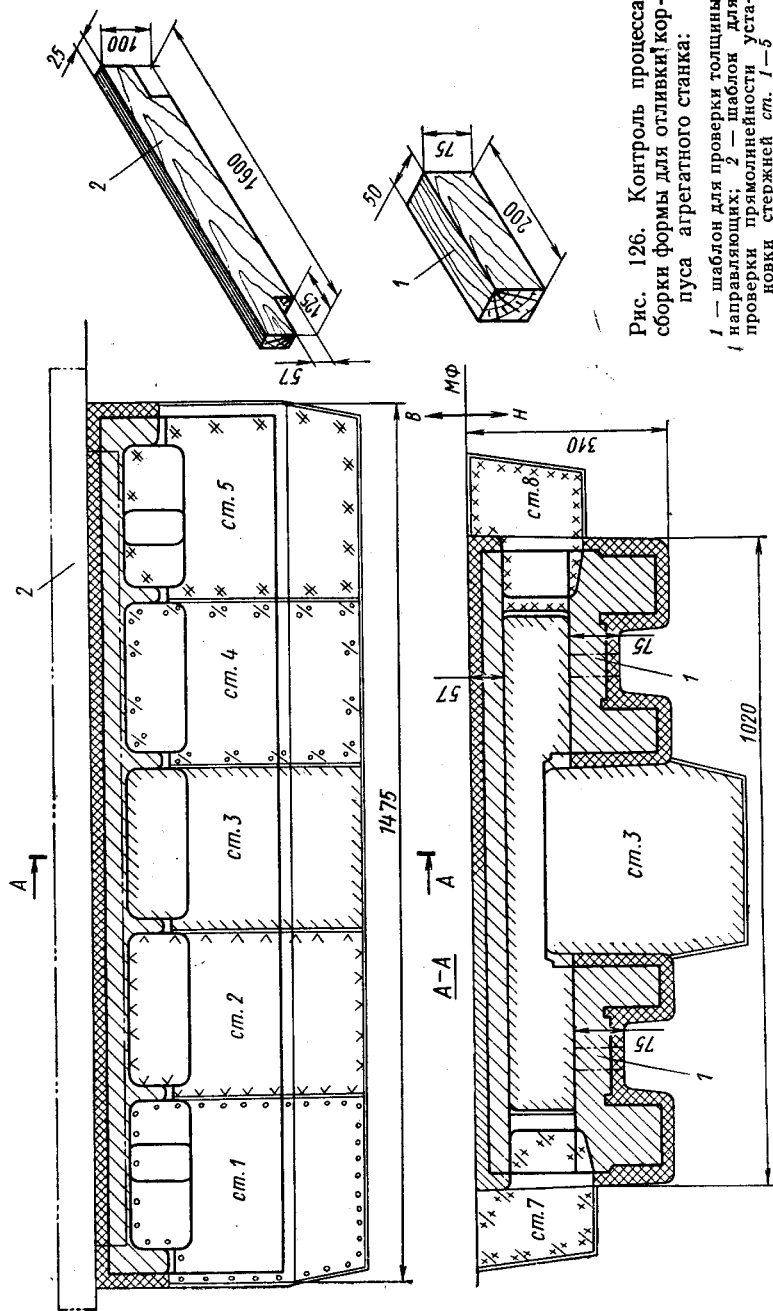 Рис. 126. Контроль процесса
сборки формы для отливки кор-
пуса агрегатного станка:
1 — шаблон для проверки толщины
направляющих; 2 — шаблон для
проверки прямолинейности уста-
новки стержней ст. 1—5
2
А
ст.1
ст.2
ст.3
ст.4
ст.5
1475
25
100
2
1600
125
57
А-А
А
ст.7
ст.3
ст.8
57
75
75
1
1
1020
310
В
МФ
Н
50
75
1
200